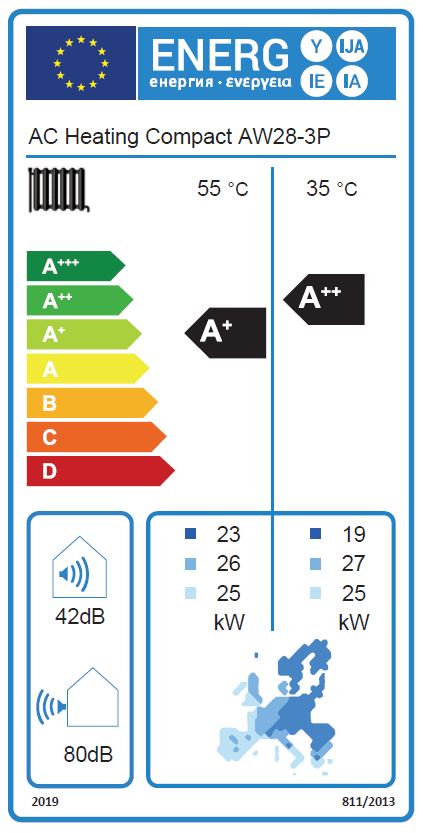 ENERG
енергия · ενέργεια
Y IJA
IE IA
AC Heating Compact AW28-3P
55 °C 35 °C
A+++
A++
A+
A
B
C
D
A+
A++
42dB
80dB
23 19
26 27
25 25
kW kW
2019 811/2013